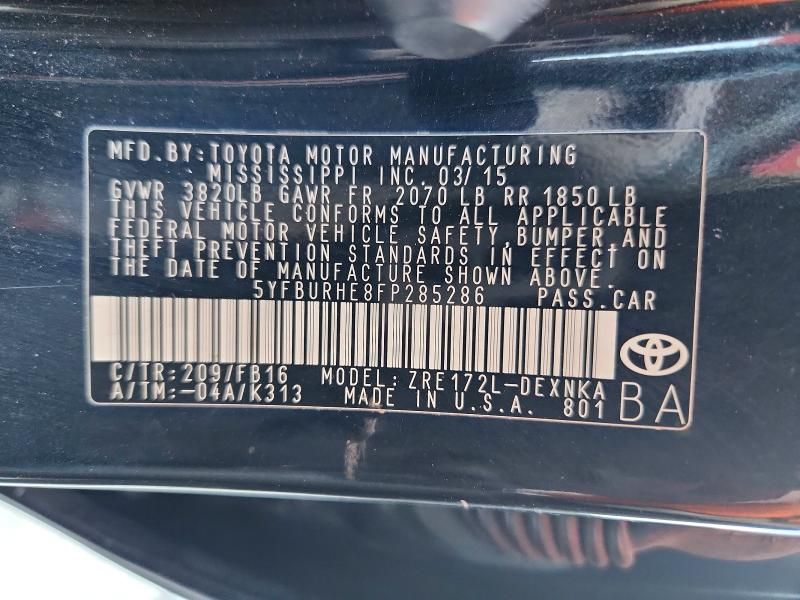 MFD.BY:TOYOTA MOTOR MANUFACTURING
MISSISSIPPI INC. 03/15
GVWR 3820LB GAWR FR 2070 LB RR 1850 LB
THIS VEHICLE CONFORMS TO ALL APPLICABLE
FEDERAL MOTOR VEHICLE SAFETY,BUMPER,AND
THEFT PREVENTION STANDARDS IN EFFECT ON
THE DATE OF MANUFACTURE SHOWN ABOVE.
5YFBURHE8FP285286 PASS.CAR
C/TR:209/FB16 MODEL: ZRE172L-DEXNKA
A/TM:-04A/K313 MADE IN U.S.A. 801 BA